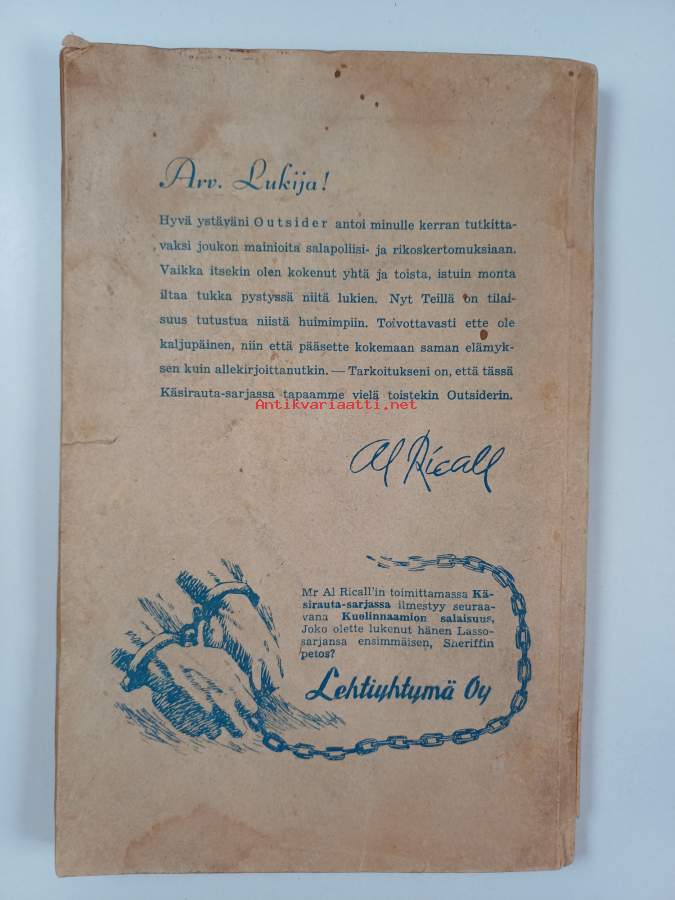 Arv. Lukija!
Hyvä ystäväni Outsider antoi minulle kerran tutkitta-
vaksi joukon mainioita salapoliisi- ja rikoskertomuksiaan.
Vaikka itsekin olen kokenut yhtä ja toista, istuin monta
iltaa tukka pystyssä niitä lukien. Nyt Teillä on tilai-
suus tutustua niistä huimimpiin. Toivottavasti ette ole
kaljupäinen, niin että pääsette kokemaan saman elämyk-
sen kuin allekirjoittanutkin. — Tarkoitukseni on, että tässä
Käsirauta-sarjassa tapaamme vielä toistekin Outsiderin.
Antikvariaatti.net
Al Ricall
Mr Al Ricall'in toimittamassa Kä-
sirauta-sarjassa ilmestyy seuraa-
vana Kuolinnaamion salaisuus.
Joko olette lukenut hänen Lasso-
sarjansa ensimmäisen, Sheriffin
petos?
Lehtiyhtymä Oy